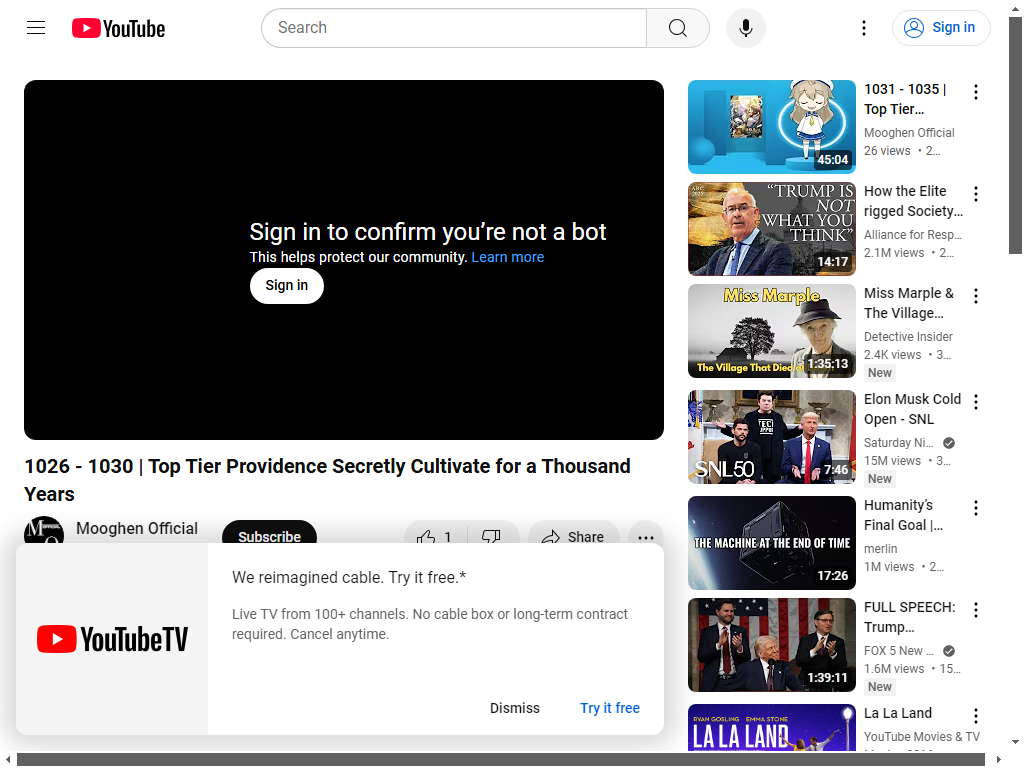 YouTube
Search
Sign in
Sign in to confirm you're not a bot
This helps protect our community. Learn more
Sign in
1026 - 1030 | Top Tier Providence Secretly Cultivate for a Thousand
Years
Mooghen Official
Subscribe
1
Share
YouTubeTV
We reimagined cable. Try it free.*
Live TV from 100+ channels. No cable box or long-term contract
required. Cancel anytime.
Dismiss
Try it free
45:04
1031 - 1035 |
Top Tier…
Mooghen Official
26 views • 2…
ABC
"TRUMP IS
NOT
WHAT YOU
THINK"
14:17
How the Elite
rigged Society…
Alliance for Resp…
2.1M views • 2…
Miss Marple
The Village That Died
1:35:13
Miss Marple &
The Village…
Detective Insider
2.4K views • 3…
New
TECH
SUPPORT
SNL50
7:46
Elon Musk Cold
Open - SNL
Saturday Ni…
15M views • 3…
New
THE MACHINE AT THE END OF TIME
17:26
Humanity's
Final Goal |…
merlin
1M views • 2…
1:39:11
FULL SPEECH:
Trump…
FOX 5 New …
1.6M views • 15…
New
RYAN GOSLING EMMA STONE
LA LA LAND
La La Land
YouTube Movies & TV